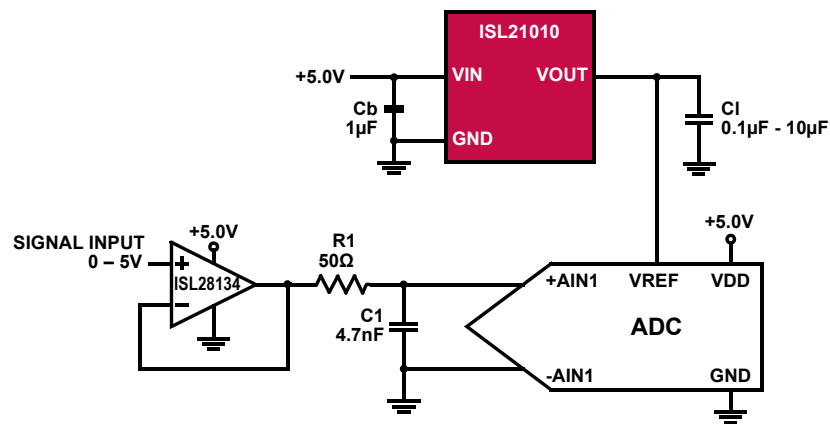 ISL21010
+5.0V
VIN
VOUT
Cb
1µF
GND
Cl
0.1µF - 10µF
SIGNAL INPUT
0 – 5V
+5.0V
+
ISL28134
–
R1
50Ω
C1
4.7nF
+5.0V
+AIN1
VREF
VDD
ADC
-AIN1
GND